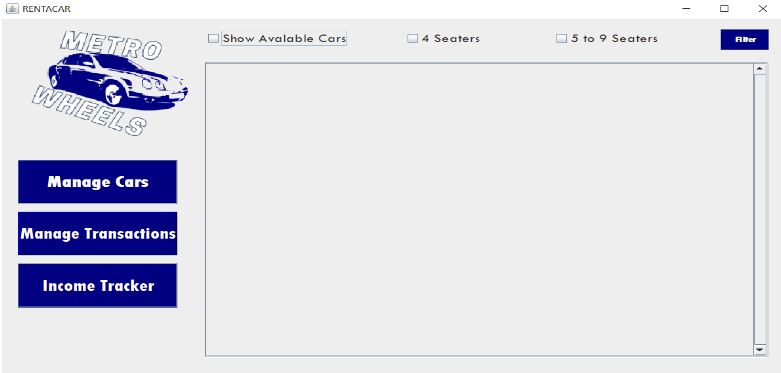 RENTACAR
METRO
WHEELS
Show Avalable Cars
4 Seaters
5 to 9 Seaters
Filter
Manage Cars
Manage Transactions
Income Tracker